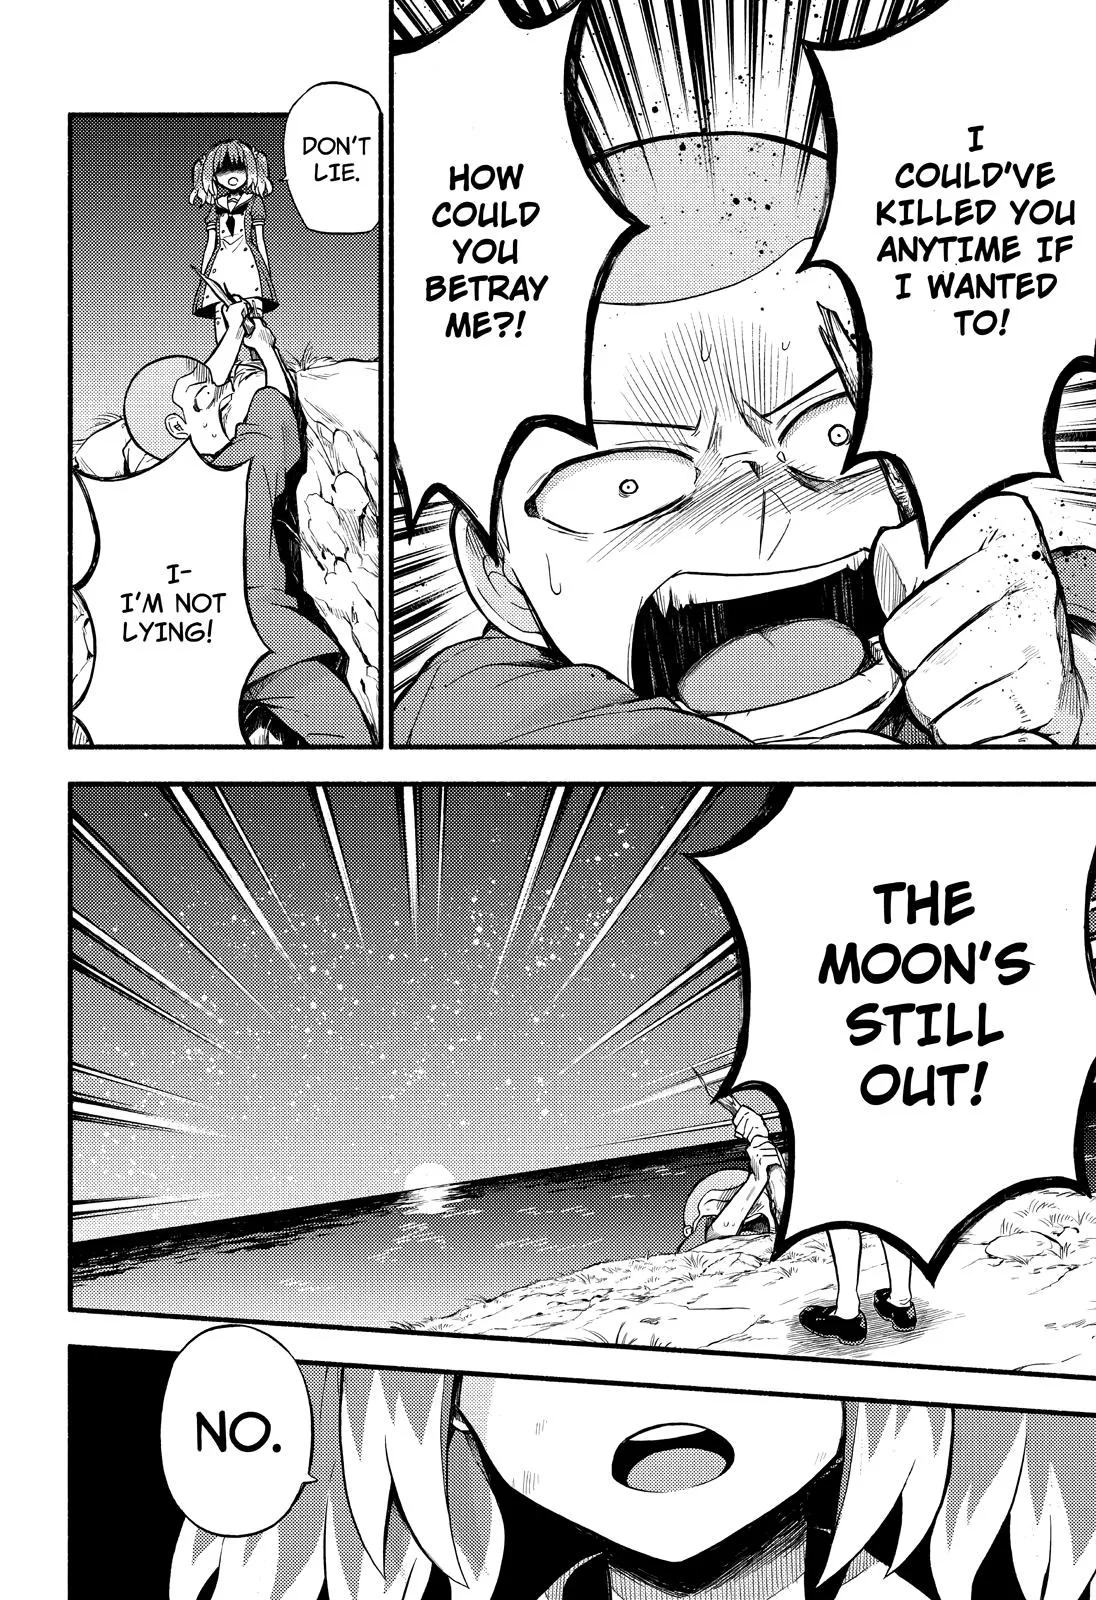 I
COULD'VE
KILLED YOU
ANYTIME IF
I WANTED
TO!
HOW
COULD
YOU
BETRAY
ME?!
DON'T
LIE.
I-
I'M NOT
LYING!
THE
MOON'S
STILL
OUT!
NO.